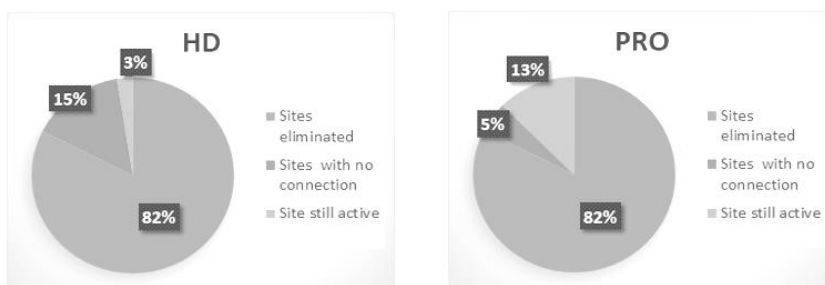 HD
3%
15%
82%
Sites
eliminated
Sites with no
connection
Site still active
PRO
13%
5%
82%
Sites
eliminated
Sites with no
connection
Site still active